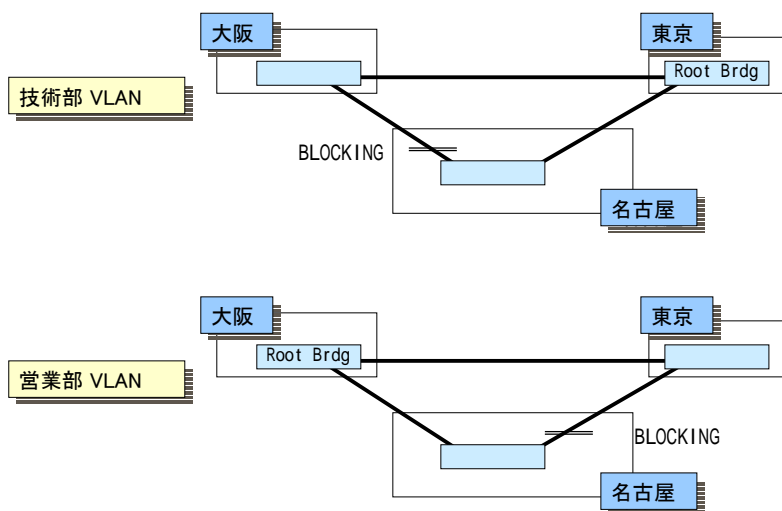 大阪
東京
Root Brdg
技術部 VLAN
BLOCKING
名古屋
大阪
東京
Root Brdg
営業部 VLAN
BLOCKING
名古屋